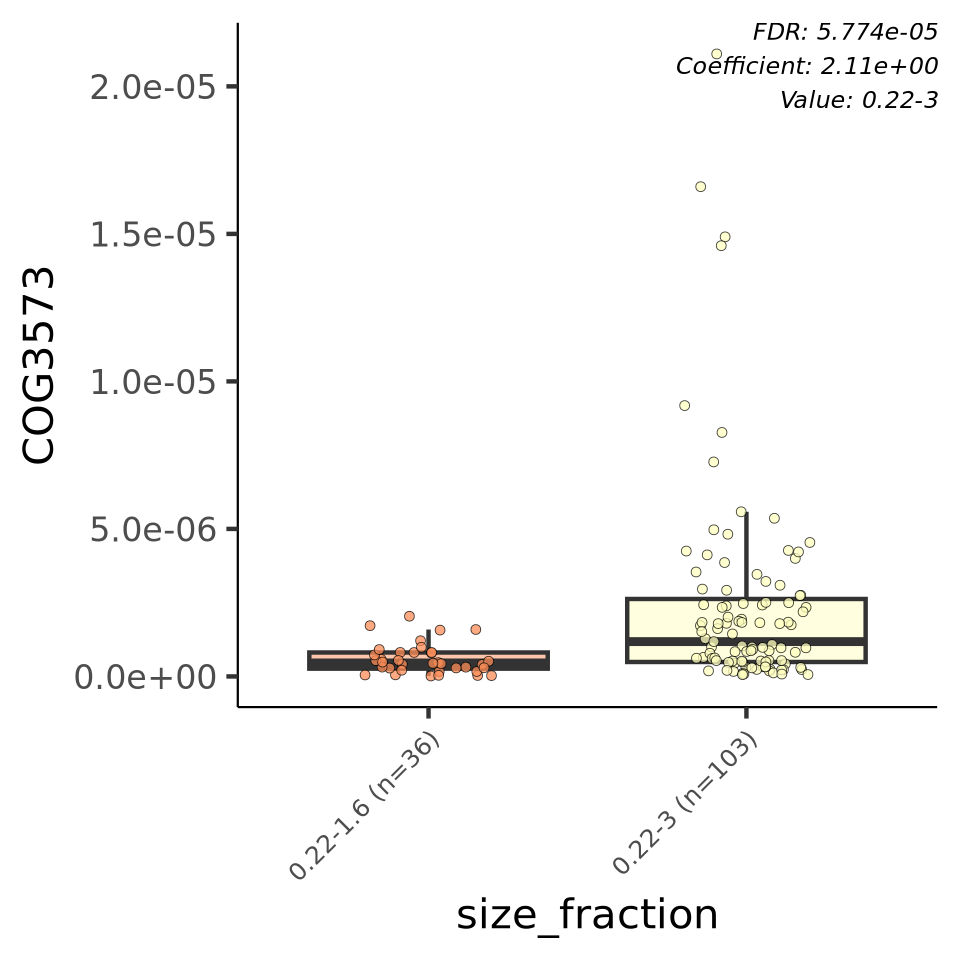 FDR: 5.774e-05
Coefficient: 2.11e+00
Value: 0.22-3
2.0e-05
1.5e-05
1.0e-05
5.0e-06
0.0e+00
COG3573
0.22-1.6 (n=36)
0.22-3 (n=103)
size_fraction